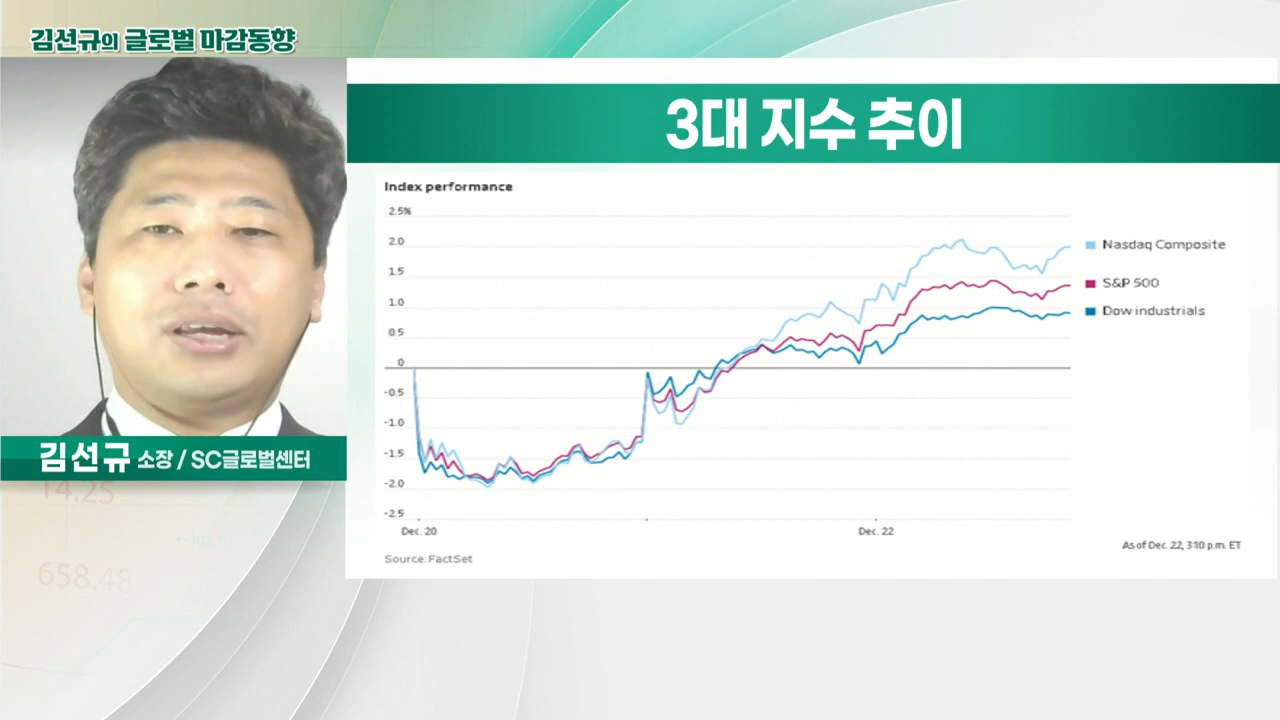 김선규의 글로벌 마감동향
3대 지수 추이
Index performance
2.5%
2.0
1.5
1.0
0.5
0
-0.5
-1.0
-1.5
-2.0
-2.5
Dec. 20
Dec. 22
Nasdaq Composite
S&P 500
Dow industrials
As of Dec. 22, 3:10 p.m. ET
Source: FactSet
김선규 소장 / SC글로벌센터
14.25
658.48